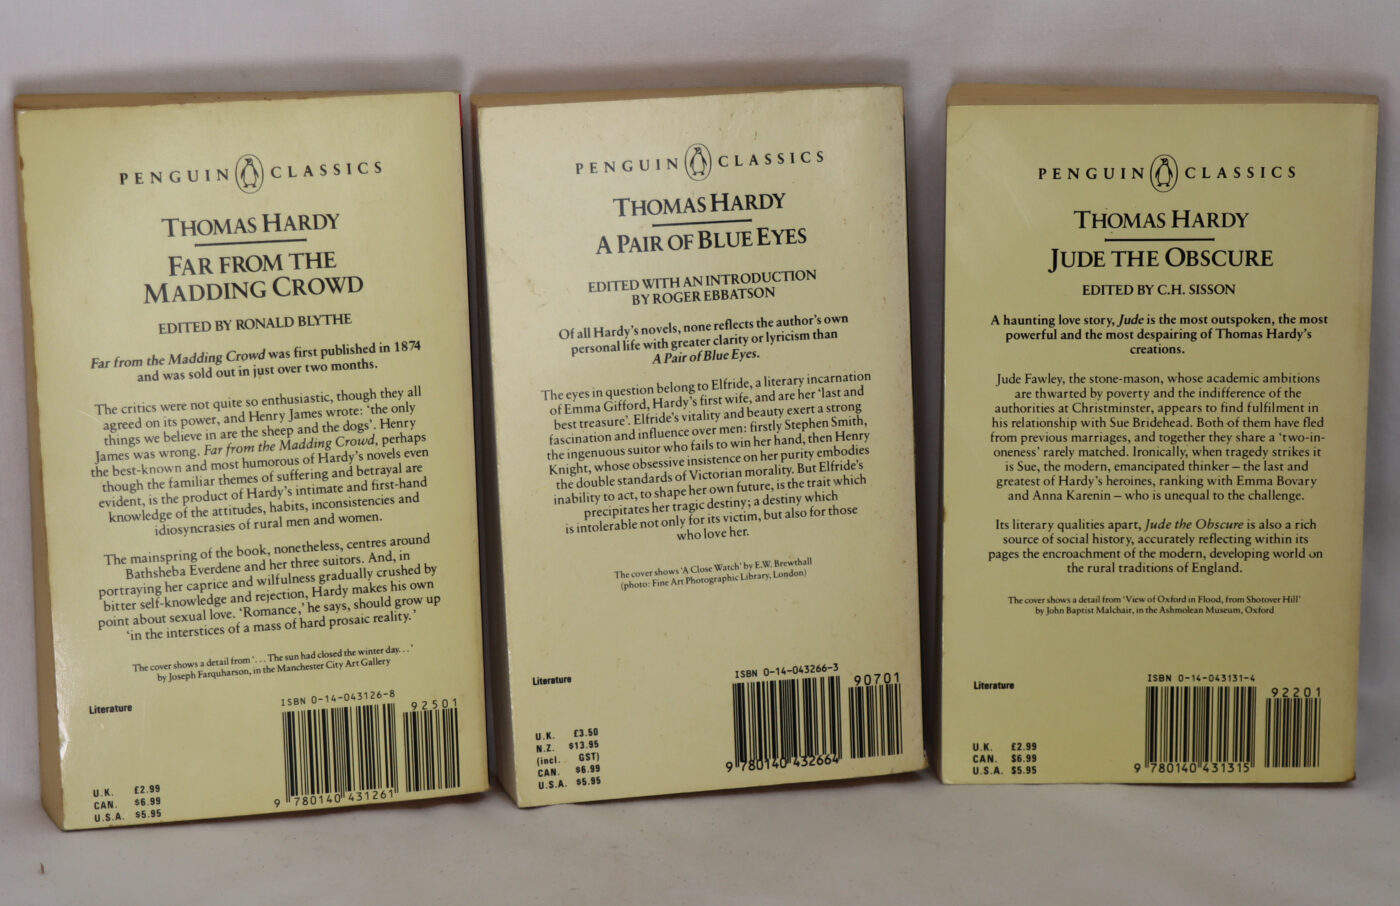 PENGUIN CLASSICS
THOMAS HARDY
FAR FROM THE
MADDING CROWD
EDITED BY RONALD BLYTHE
Far from the Madding Crowd was first published in 1874
and was sold out in just over two months.
The critics were not quite so enthusiastic, though they all
agreed on its power, and Henry James wrote: ‘the only
things we believe in are the sheep and the dogs’. Henry
James was wrong. Far from the Madding Crowd, perhaps
the best-known and most humorous of Hardy's novels even
though the familiar themes of suffering and betrayal are
evident, is the product of Hardy's intimate and first-hand
knowledge of the attitudes, habits, inconsistencies and
idiosyncrasies of rural men and women.
The mainspring of the book, nonetheless, centres around
Bathsheba Everdene and her three suitors. And, in
portraying her caprice and wilfulness gradually crushed by
bitter self-knowledge and rejection, Hardy makes his own
point about sexual love. ‘Romance,’ he says, should grow up
‘in the interstices of a mass of hard prosaic reality.’
The cover shows a detail from ‘. . . The sun had closed the winter day. . .’
by Joseph Farquharson, in the Manchester City Art Gallery
Literature
ISBN 0-14-043126-8
92501
U.K. £2.99
CAN. $6.99
U.S.A. $5.95
9 780140 431261
PENGUIN CLASSICS
THOMAS HARDY
A PAIR OF BLUE EYES
EDITED WITH AN INTRODUCTION
BY ROGER EBBATSON
Of all Hardy's novels, none reflects the author's own
personal life with greater clarity or lyricism than
A Pair of Blue Eyes.
The eyes in question belong to Elfride, a literary incarnation
of Emma Gifford, Hardy's first wife, and are her ‘last and
best treasure’. Elfride's vitality and beauty exert a strong
fascination and influence over men: firstly Stephen Smith,
the ingenuous suitor who fails to win her hand, then Henry
Knight, whose obsessive insistence on her purity embodies
the double standards of Victorian morality. But Elfride's
inability to act, to shape her own future, is the trait which
precipitates her tragic destiny; a destiny which
is intolerable not only for its victim, but also for those
who love her.
The cover shows ‘A Close Watch’ by E.W. Brewthall
(photo: Fine Art Photographic Library, London)
Literature
ISBN 0-14-043266-3
90701
U.K. £3.50
N.Z. $13.95
(incl. GST)
CAN. $6.99
U.S.A. $5.95
9 780140 432664
PENGUIN CLASSICS
THOMAS HARDY
JUDE THE OBSCURE
EDITED BY C.H. SISSON
A haunting love story, Jude is the most outspoken, the most
powerful and the most despairing of Thomas Hardy's
creations.
Jude Fawley, the stone-mason, whose academic ambitions
are thwarted by poverty and the indifference of the
authorities at Christminster, appears to find fulfilment in
his relationship with Sue Bridehead. Both of them have fled
from previous marriages, and together they share a ‘two-in-
oneness’ rarely matched. Ironically, when tragedy strikes it
is Sue, the modern, emancipated thinker – the last and
greatest of Hardy's heroines, ranking with Emma Bovary
and Anna Karenin – who is unequal to the challenge.
Its literary qualities apart, Jude the Obscure is also a rich
source of social history, accurately reflecting within its
pages the encroachment of the modern, developing world on
the rural traditions of England.
The cover shows a detail from ‘View of Oxford in Flood, from Shotover Hill’
by John Baptist Malchair, in the Ashmolean Museum, Oxford
Literature
ISBN 0-14-043131-4
92201
U.K. £2.99
CAN. $6.99
U.S.A. $5.95
9 780140 431315